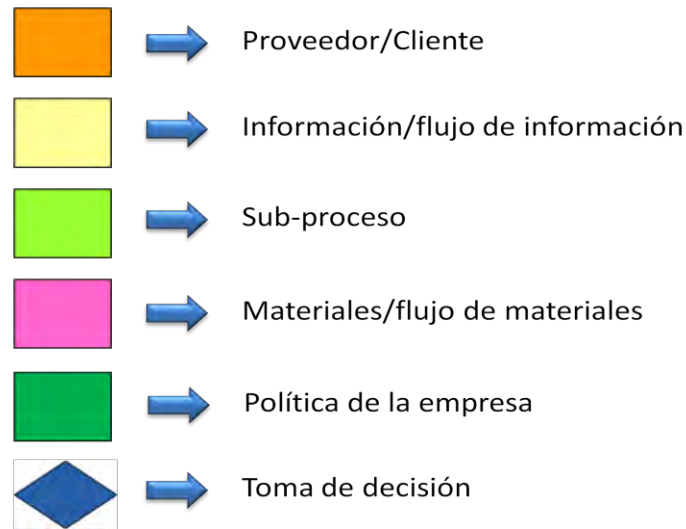 Proveedor/Cliente
Información/flujo de información
Sub-proceso
Materiales/flujo de materiales
Política de la empresa
Toma de decisión